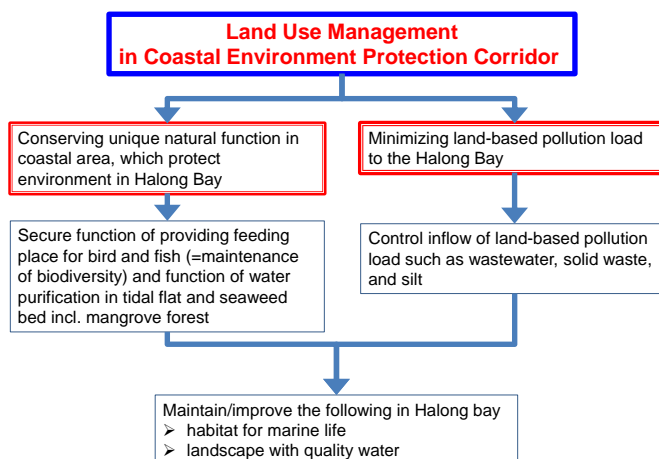 Land Use Management
in Coastal Environment Protection Corridor
Conserving unique natural function in
coastal area, which protect
environment in Halong Bay
Minimizing land-based pollution load
to the Halong Bay
Secure function of providing feeding
place for bird and fish (=maintenance
of biodiversity) and function of water
purification in tidal flat and seaweed
bed incl. mangrove forest
Control inflow of land-based pollution
load such as wastewater, solid waste,
and silt
Maintain/improve the following in Halong bay
➢ habitat for marine life
➢ landscape with quality water